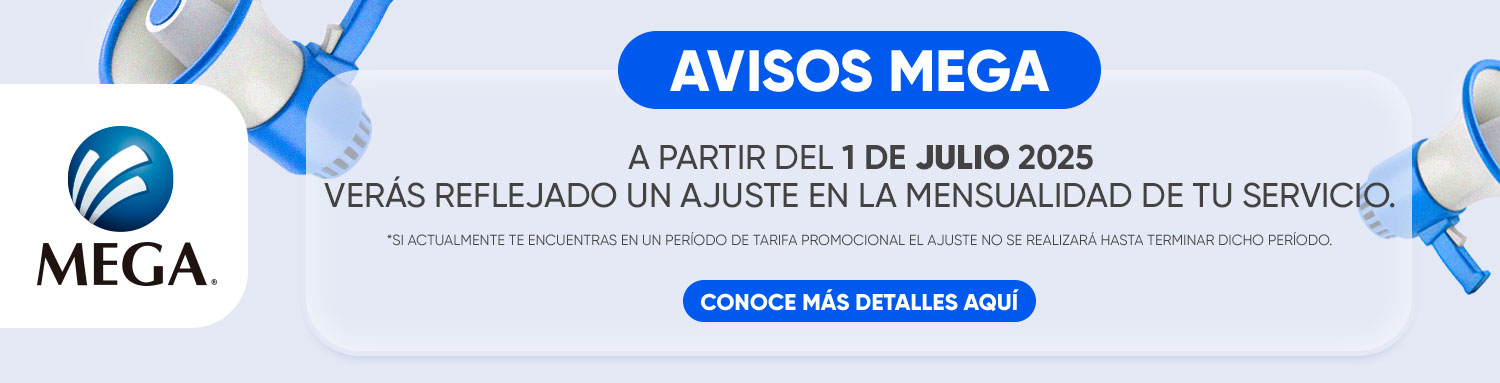 AVISOS MEGA
A PARTIR DEL 1 DE JULIO 2025
VERÁS REFLEJADO UN AJUSTE EN LA MENSUALIDAD DE TU SERVICIO.
*SI ACTUALMENTE TE ENCUENTRAS EN UN PERÍODO DE TARIFA PROMOCIONAL EL AJUSTE NO SE REALIZARÁ HASTA TERMINAR DICHO PERÍODO.
CONOCE MÁS DETALLES AQUÍ
MEGA®